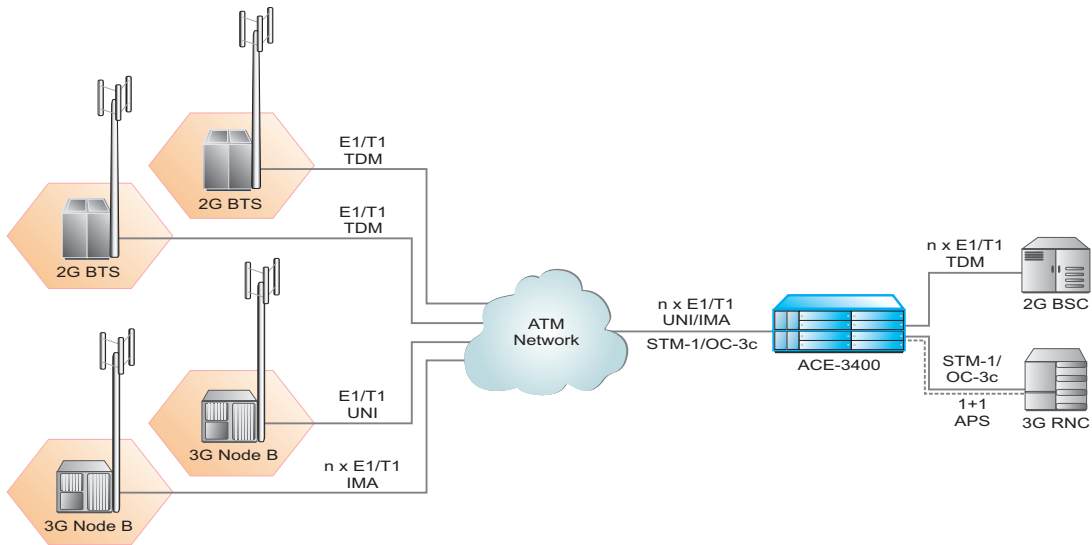 E1/T1
TDM
2G BTS
E1/T1
TDM
2G BTS
E1/T1
UNI
3G Node B
n x E1/T1
IMA
3G Node B
ATM
Network
n x E1/T1
UNI/IMA
STM-1/OC-3c
ACE-3400
n x E1/T1
TDM
2G BSC
STM-1/
OC-3c
1+1
APS
3G RNC